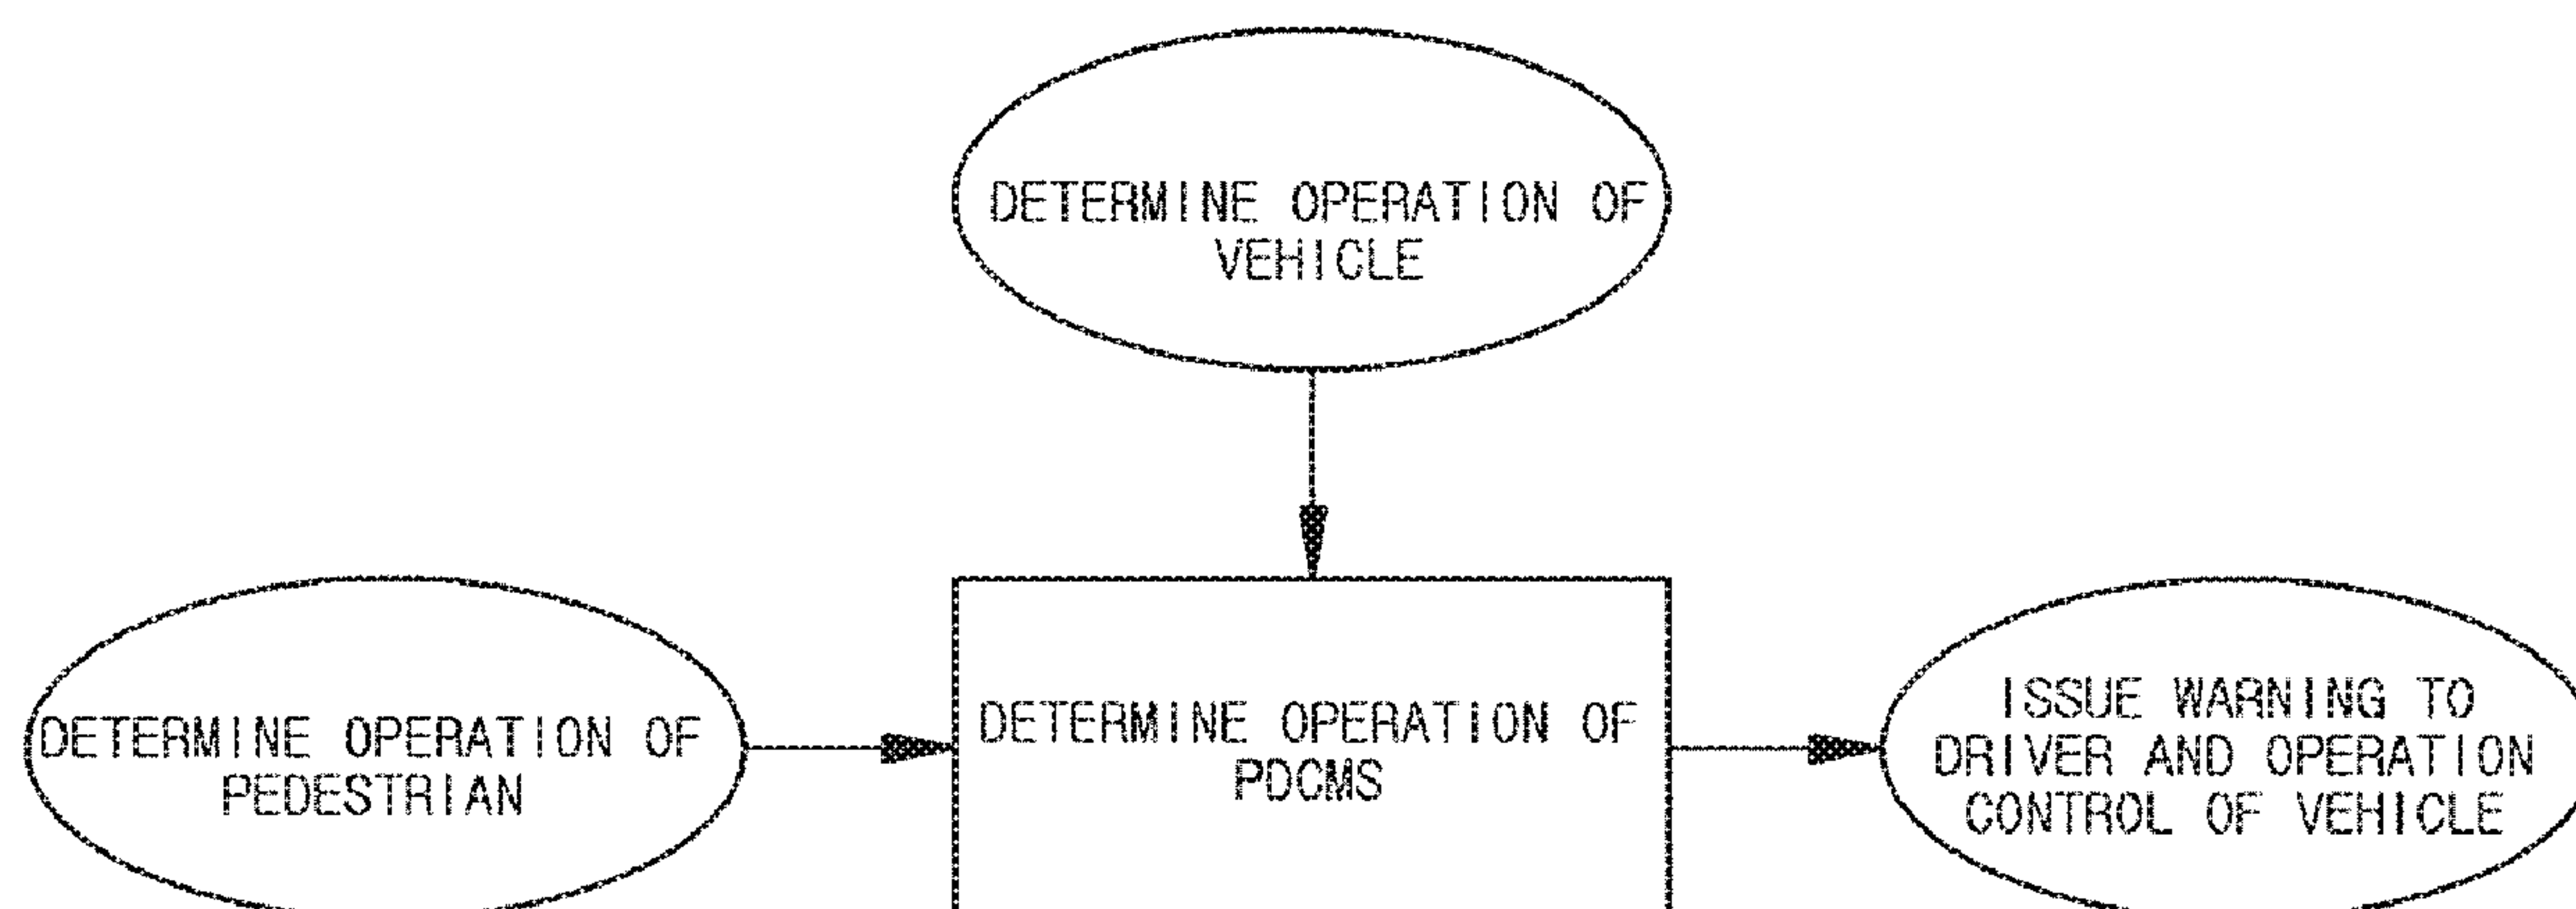 DETERMINE OPERATION OF
VEHICLE
DETERMINE OPERATION OF
PEDESTRIAN
DETERMINE OPERATION OF
PDCMS
ISSUE WARNING TO
DRIVER AND OPERATION
CONTROL OF VEHICLE